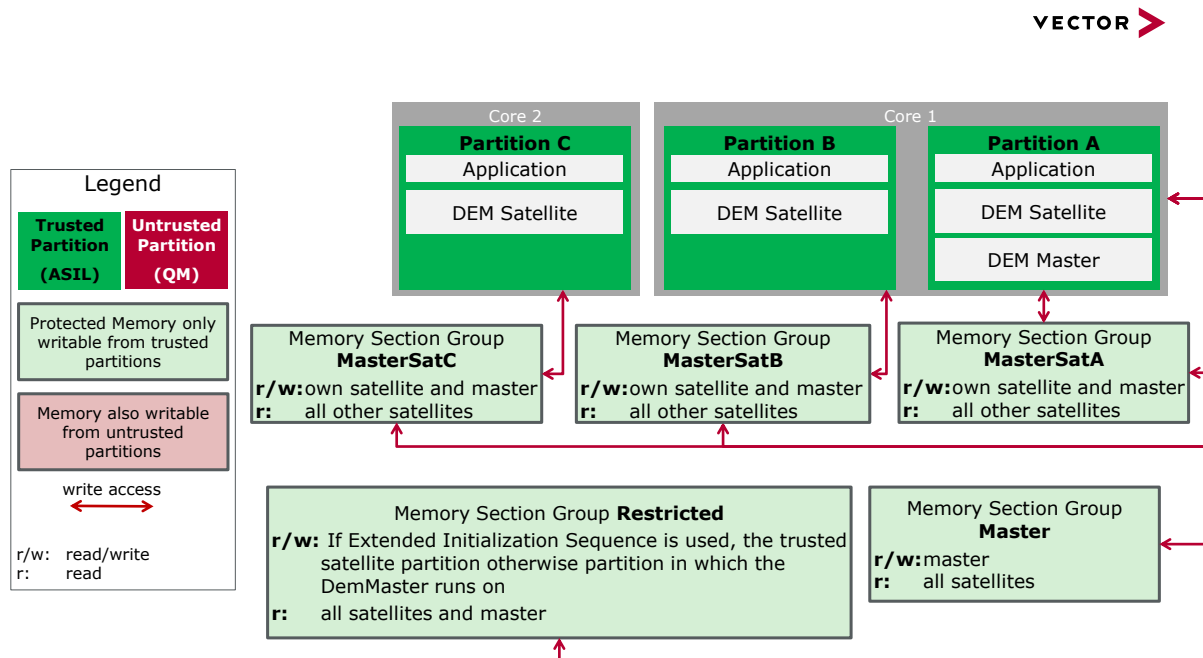 VECTOR
Core 2
Core 1
Partition C
Application
DEM Satellite
Partition B
Application
DEM Satellite
Partition A
Application
DEM Satellite
DEM Master
Legend
Trusted
Partition
(ASIL)
Untrusted
Partition
(QM)
Protected Memory only
writable from trusted
partitions
Memory also writable
from untrusted
partitions
write access
r/w: read/write
r: read
Memory Section Group
MasterSatC
r/w: own satellite and master
r: all other satellites
Memory Section Group
MasterSatB
r/w: own satellite and master
r: all other satellites
Memory Section Group
MasterSatA
r/w: own satellite and master
r: all other satellites
Memory Section Group Restricted
r/w: If Extended Initialization Sequence is used, the trusted
satellite partition otherwise partition in which the
DemMaster runs on
r: all satellites and master
Memory Section Group
Master
r/w: master
r: all satellites